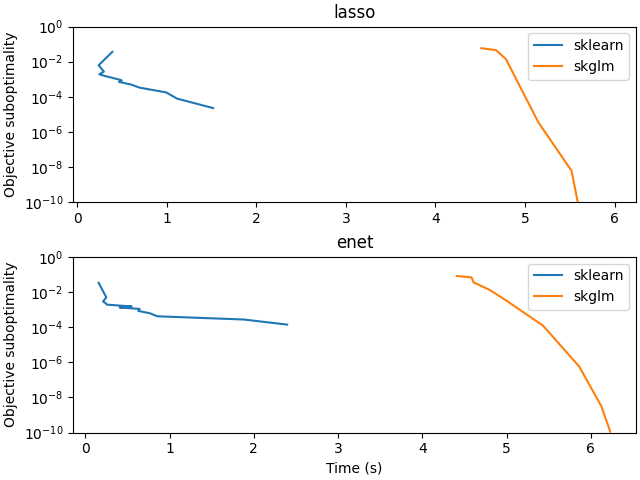 lasso
Objective suboptimality
10^0
10^-2
10^-4
10^-6
10^-8
10^-10
sklearn
skglm
0 1 2 3 4 5 6
enet
Objective suboptimality
10^0
10^-2
10^-4
10^-6
10^-8
10^-10
sklearn
skglm
0 1 2 3 4 5 6
Time (s)